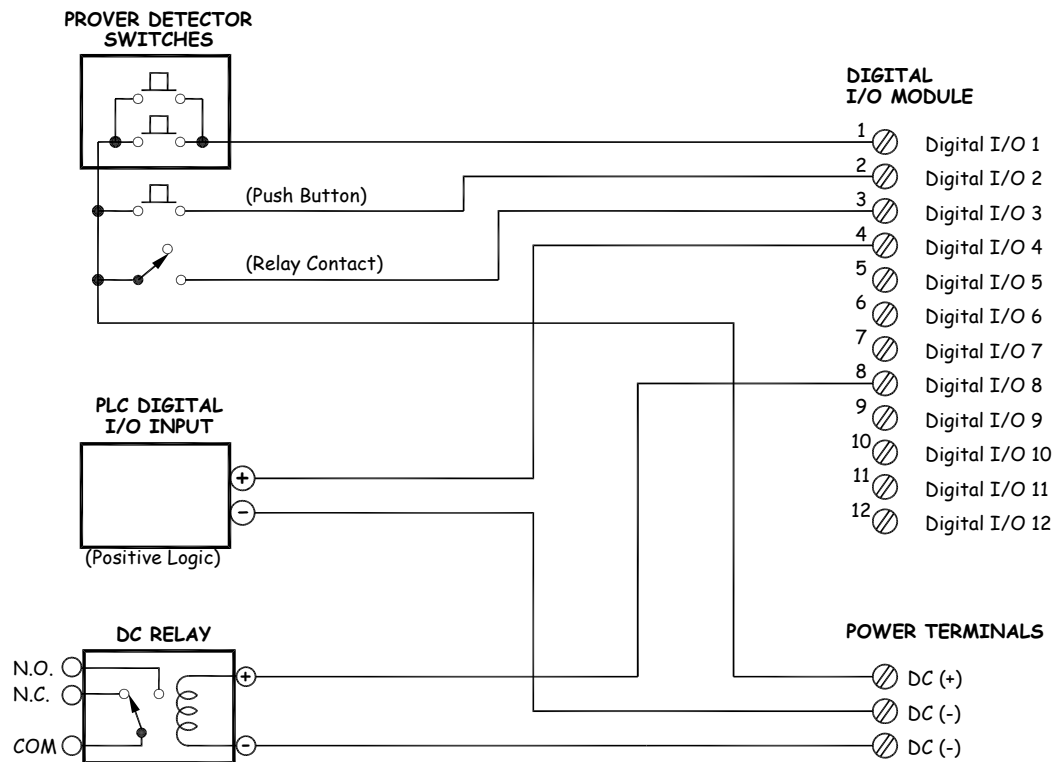 PROVER DETECTOR
SWITCHES
(Push Button)
(Relay Contact)
DIGITAL
I/O MODULE
1 Digital I/O 1
2 Digital I/O 2
3 Digital I/O 3
4 Digital I/O 4
5 Digital I/O 5
6 Digital I/O 6
7 Digital I/O 7
8 Digital I/O 8
9 Digital I/O 9
10 Digital I/O 10
11 Digital I/O 11
12 Digital I/O 12
PLC DIGITAL
I/O INPUT
+
-
(Positive Logic)
DC RELAY
N.O.
N.C.
COM
+
-
POWER TERMINALS
DC (+)
DC (-)
DC (-)